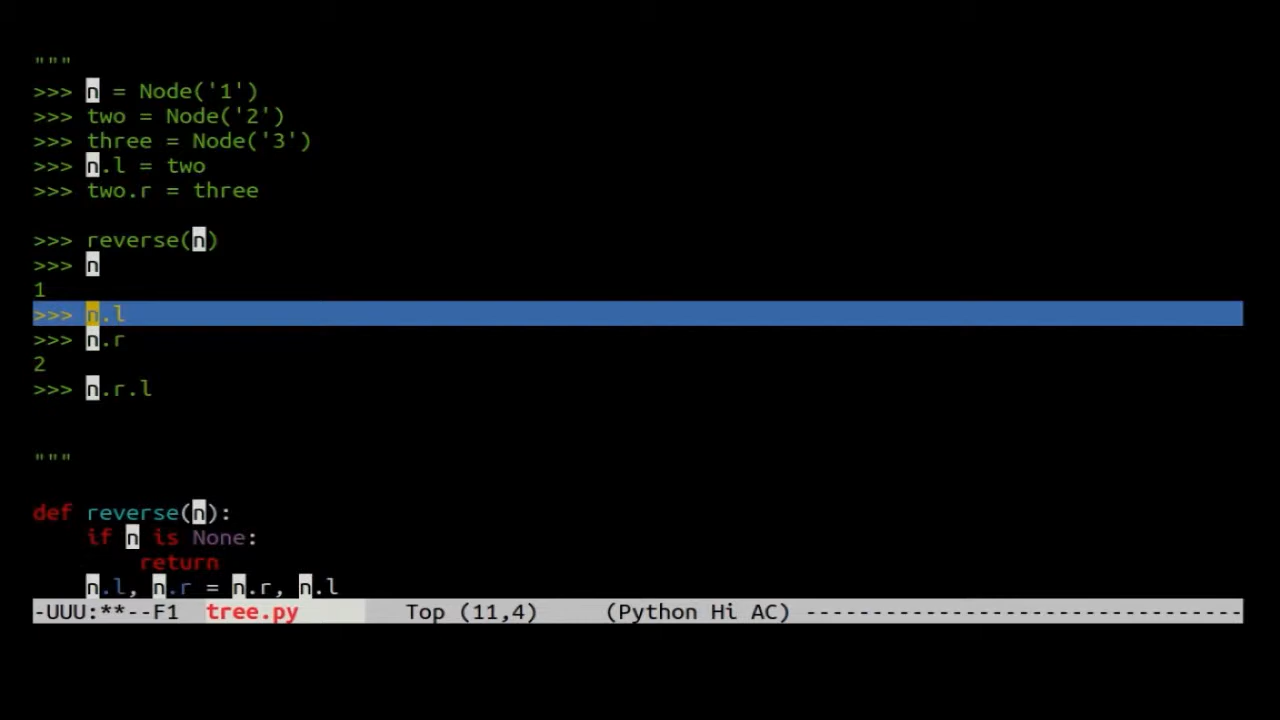 """
>>> n = Node('1')
>>> two = Node('2')
>>> three = Node('3')
>>> n.l = two
>>> two.r = three
>>> reverse(n)
>>> n
1
>>> n.l
>>> n.r
2
>>> n.r.l
"""
def reverse(n):
    if n is None:
        return
    n.l, n.r = n.r, n.l
-UUU:**--F1  tree.py        Top (11,4)     (Python Hi AC) ---------------------------------